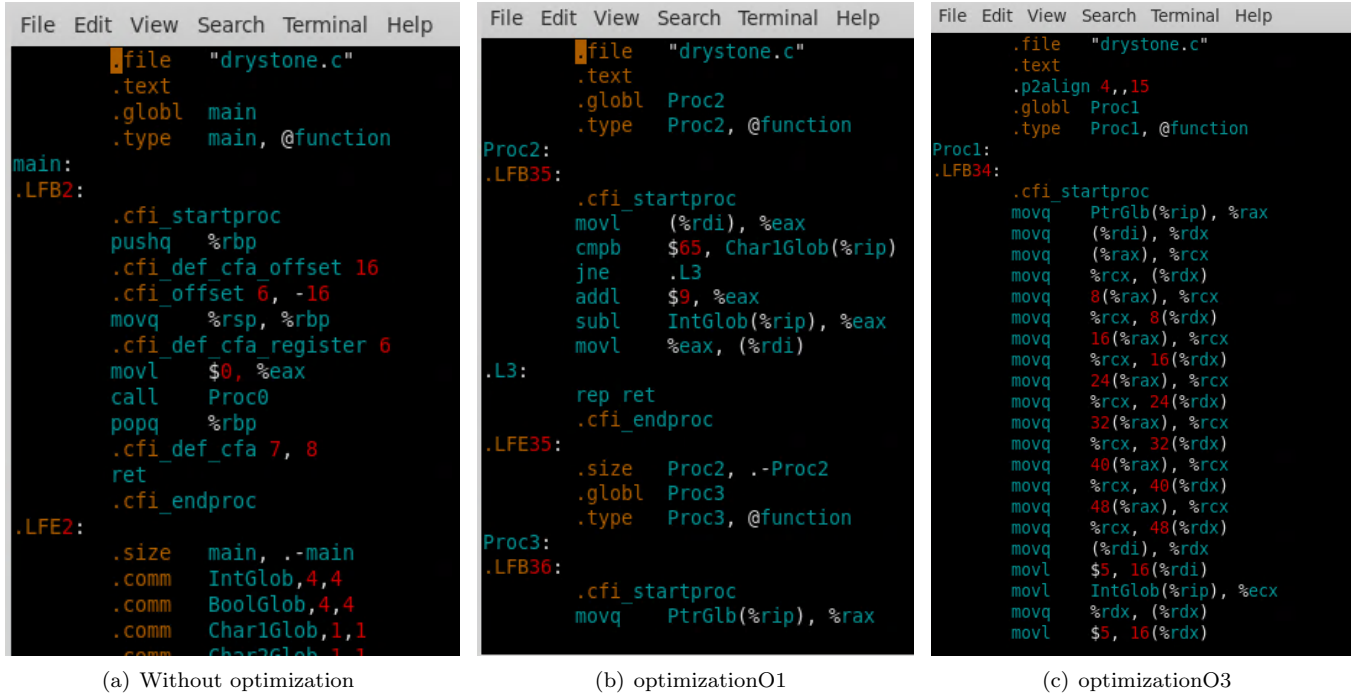 File Edit View Search Terminal Help
.file "drystone.c"
.text
.globl main
.type main, @function
main:
.LFB2:
.cfi_startproc
pushq %rbp
.cfi_def_cfa_offset 16
.cfi_offset 6, -16
movq %rsp, %rbp
.cfi_def_cfa_register 6
movl $0, %eax
call Proc0
popq %rbp
.cfi_def_cfa 7, 8
ret
.cfi_endproc
.LFE2:
.size main, .-main
.comm IntGlob,4,4
.comm BoolGlob,4,4
.comm Char1Glob,1,1
.comm Char2Glob,1,1
(a) Without optimization
File Edit View Search Terminal Help
.file "drystone.c"
.text
.globl Proc2
.type Proc2, @function
Proc2:
.LFB35:
.cfi_startproc
movl (%rdi), %eax
cmpb $65, Char1Glob(%rip)
jne .L3
addl $9, %eax
subl IntGlob(%rip), %eax
movl %eax, (%rdi)
.L3:
rep ret
.cfi_endproc
.LFE35:
.size Proc2, .-Proc2
.globl Proc3
.type Proc3, @function
Proc3:
.LFB36:
.cfi_startproc
movq PtrGlb(%rip), %rax
(b) optimizationO1
File Edit View Search Terminal Help
.file "drystone.c"
.text
.p2align 4,,15
.globl Proc1
.type Proc1, @function
Proc1:
.LFB34:
.cfi_startproc
movq PtrGlb(%rip), %rax
movq (%rdi), %rdx
movq (%rax), %rcx
movq %rcx, (%rdx)
movq 8(%rax), %rcx
movq %rcx, 8(%rdx)
movq 16(%rax), %rcx
movq %rcx, 16(%rdx)
movq 24(%rax), %rcx
movq %rcx, 24(%rdx)
movq 32(%rax), %rcx
movq %rcx, 32(%rdx)
movq 40(%rax), %rcx
movq %rcx, 40(%rdx)
movq 48(%rax), %rcx
movq %rcx, 48(%rdx)
movq (%rdi), %rdx
movl $5, 16(%rdi)
movl IntGlob(%rip), %ecx
movq %rdx, (%rdx)
movl $5, 16(%rdx)
(c) optimizationO3